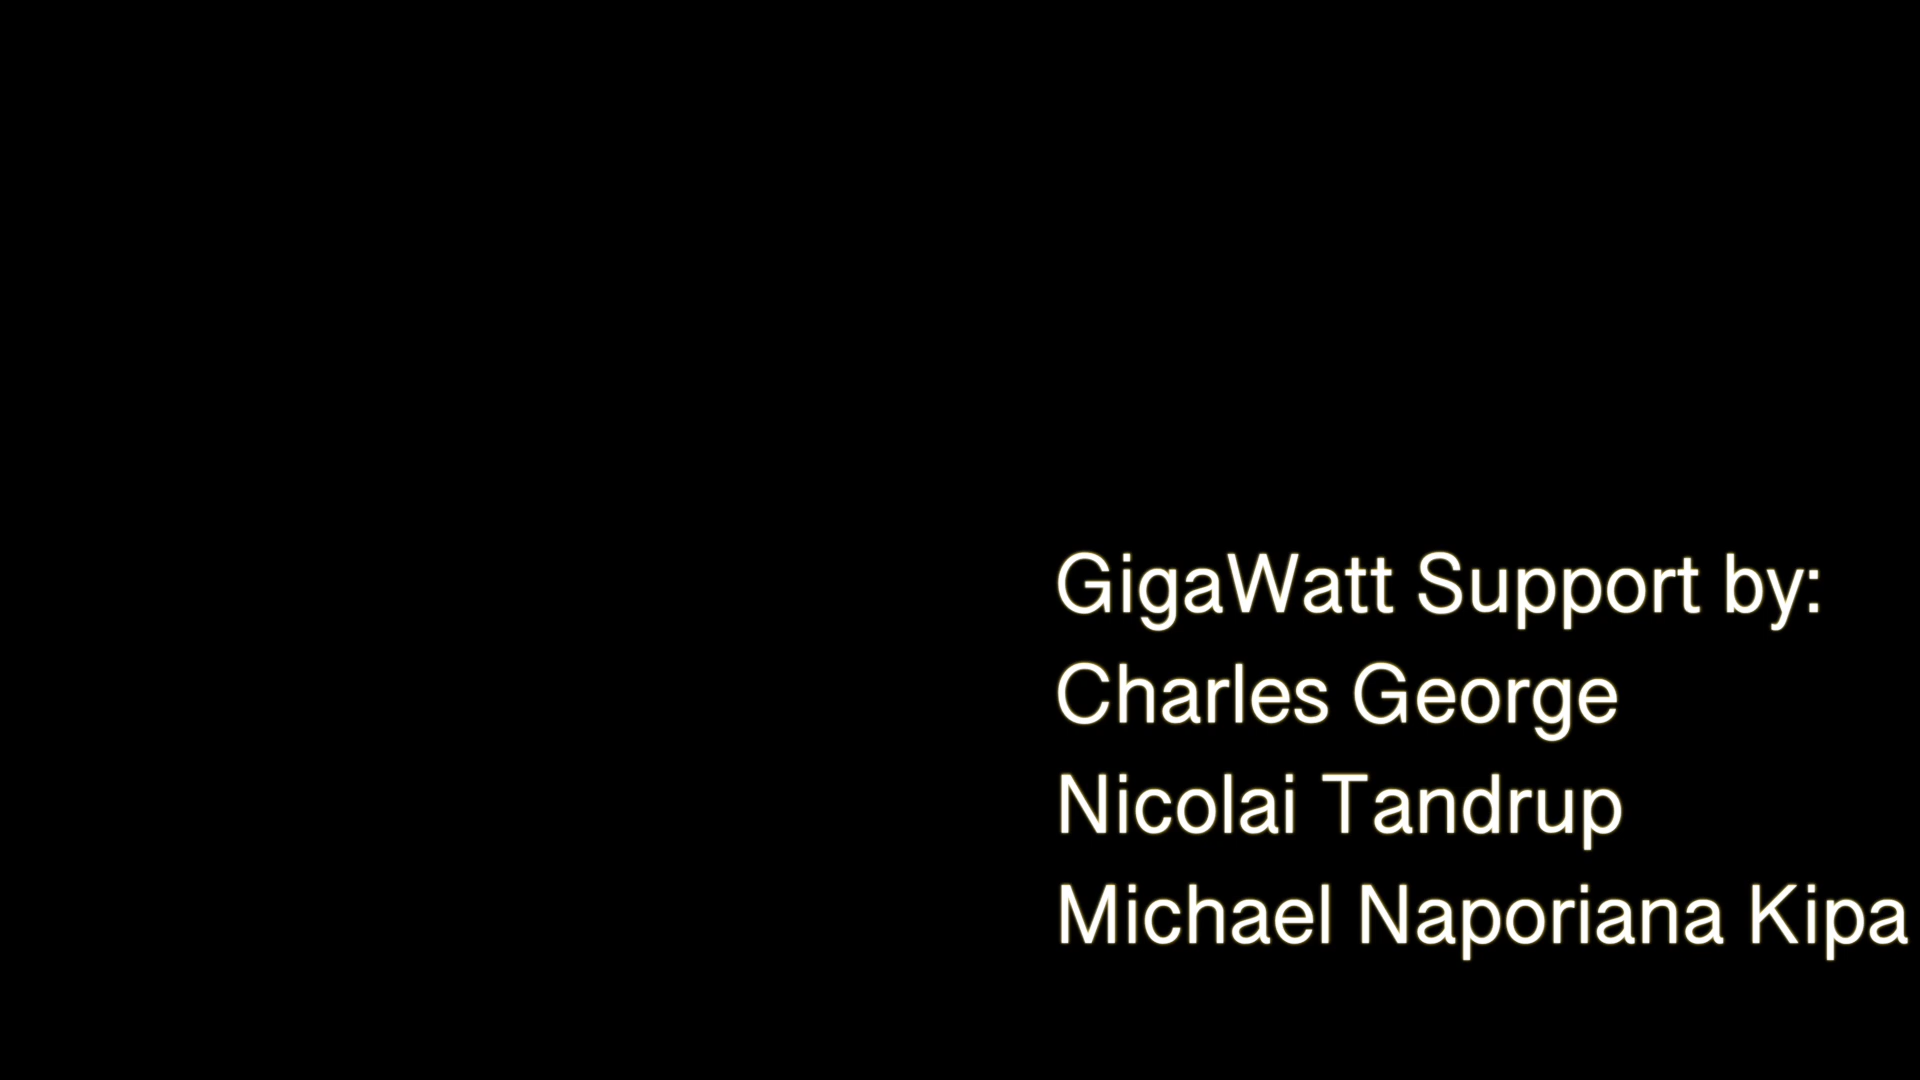 GigaWatt Support by:
Charles George
Nicolai Tandrup
Michael Naporiana Kipa